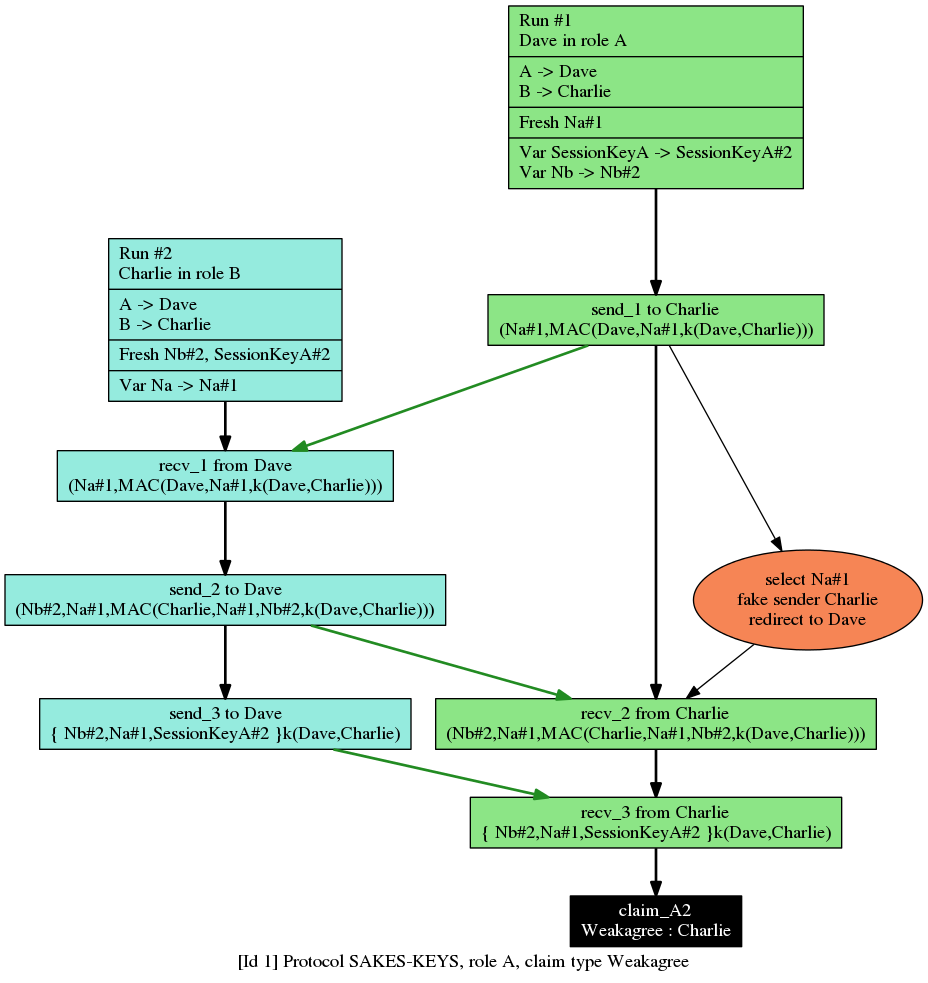 Run #1
Dave in role A
A -> Dave
B -> Charlie
Fresh Na#1
Var SessionKeyA -> SessionKeyA#2
Var Nb -> Nb#2
Run #2
Charlie in role B
A -> Dave
B -> Charlie
Fresh Nb#2, SessionKeyA#2
Var Na -> Na#1
send_1 to Charlie
(Na#1,MAC(Dave,Na#1,k(Dave,Charlie)))
recv_1 from Dave
(Na#1,MAC(Dave,Na#1,k(Dave,Charlie)))
select Na#1
fake sender Charlie
redirect to Dave
send_2 to Dave
(Nb#2,Na#1,MAC(Charlie,Na#1,Nb#2,k(Dave,Charlie)))
send_3 to Dave
{ Nb#2,Na#1,SessionKeyA#2 }k(Dave,Charlie)
recv_2 from Charlie
(Nb#2,Na#1,MAC(Charlie,Na#1,Nb#2,k(Dave,Charlie)))
recv_3 from Charlie
{ Nb#2,Na#1,SessionKeyA#2 }k(Dave,Charlie)
claim_A2
Weakagree : Charlie
[Id 1] Protocol SAKES-KEYS, role A, claim type Weakagree